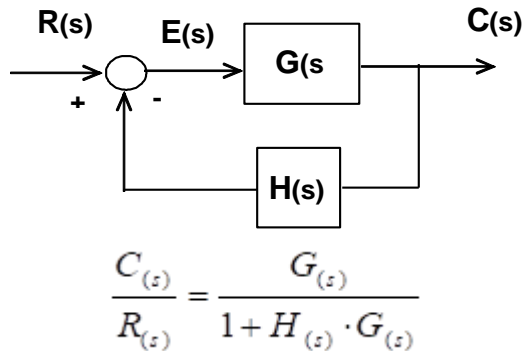 R(s) E(s) C(s)
G(s
+ -
H(s)
C(s) / R(s) = G(s) / 1 + H(s) · G(s)